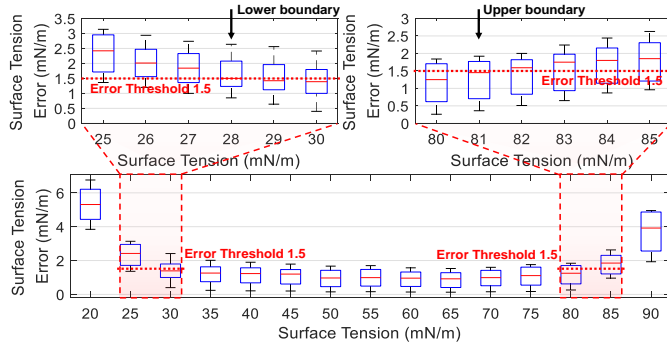 Lower boundary
Surface Tension
Error (mN/m)
3.5
3
2.5
2
1.5
1
0.5
Error Threshold 1.5
25 26 27 28 29 30
Surface Tension (mN/m)
Upper boundary
Surface Tension
Error (mN/m)
3
2.5
2
1.5
1
0.5
0
Error Threshold 1.5
80 81 82 83 84 85
Surface Tension (mN/m)
Surface Tension
Error (mN/m)
6
4
2
0
Error Threshold 1.5
Error Threshold 1.5
20 25 30 35 40 45 50 55 60 65 70 75 80 85 90
Surface Tension (mN/m)